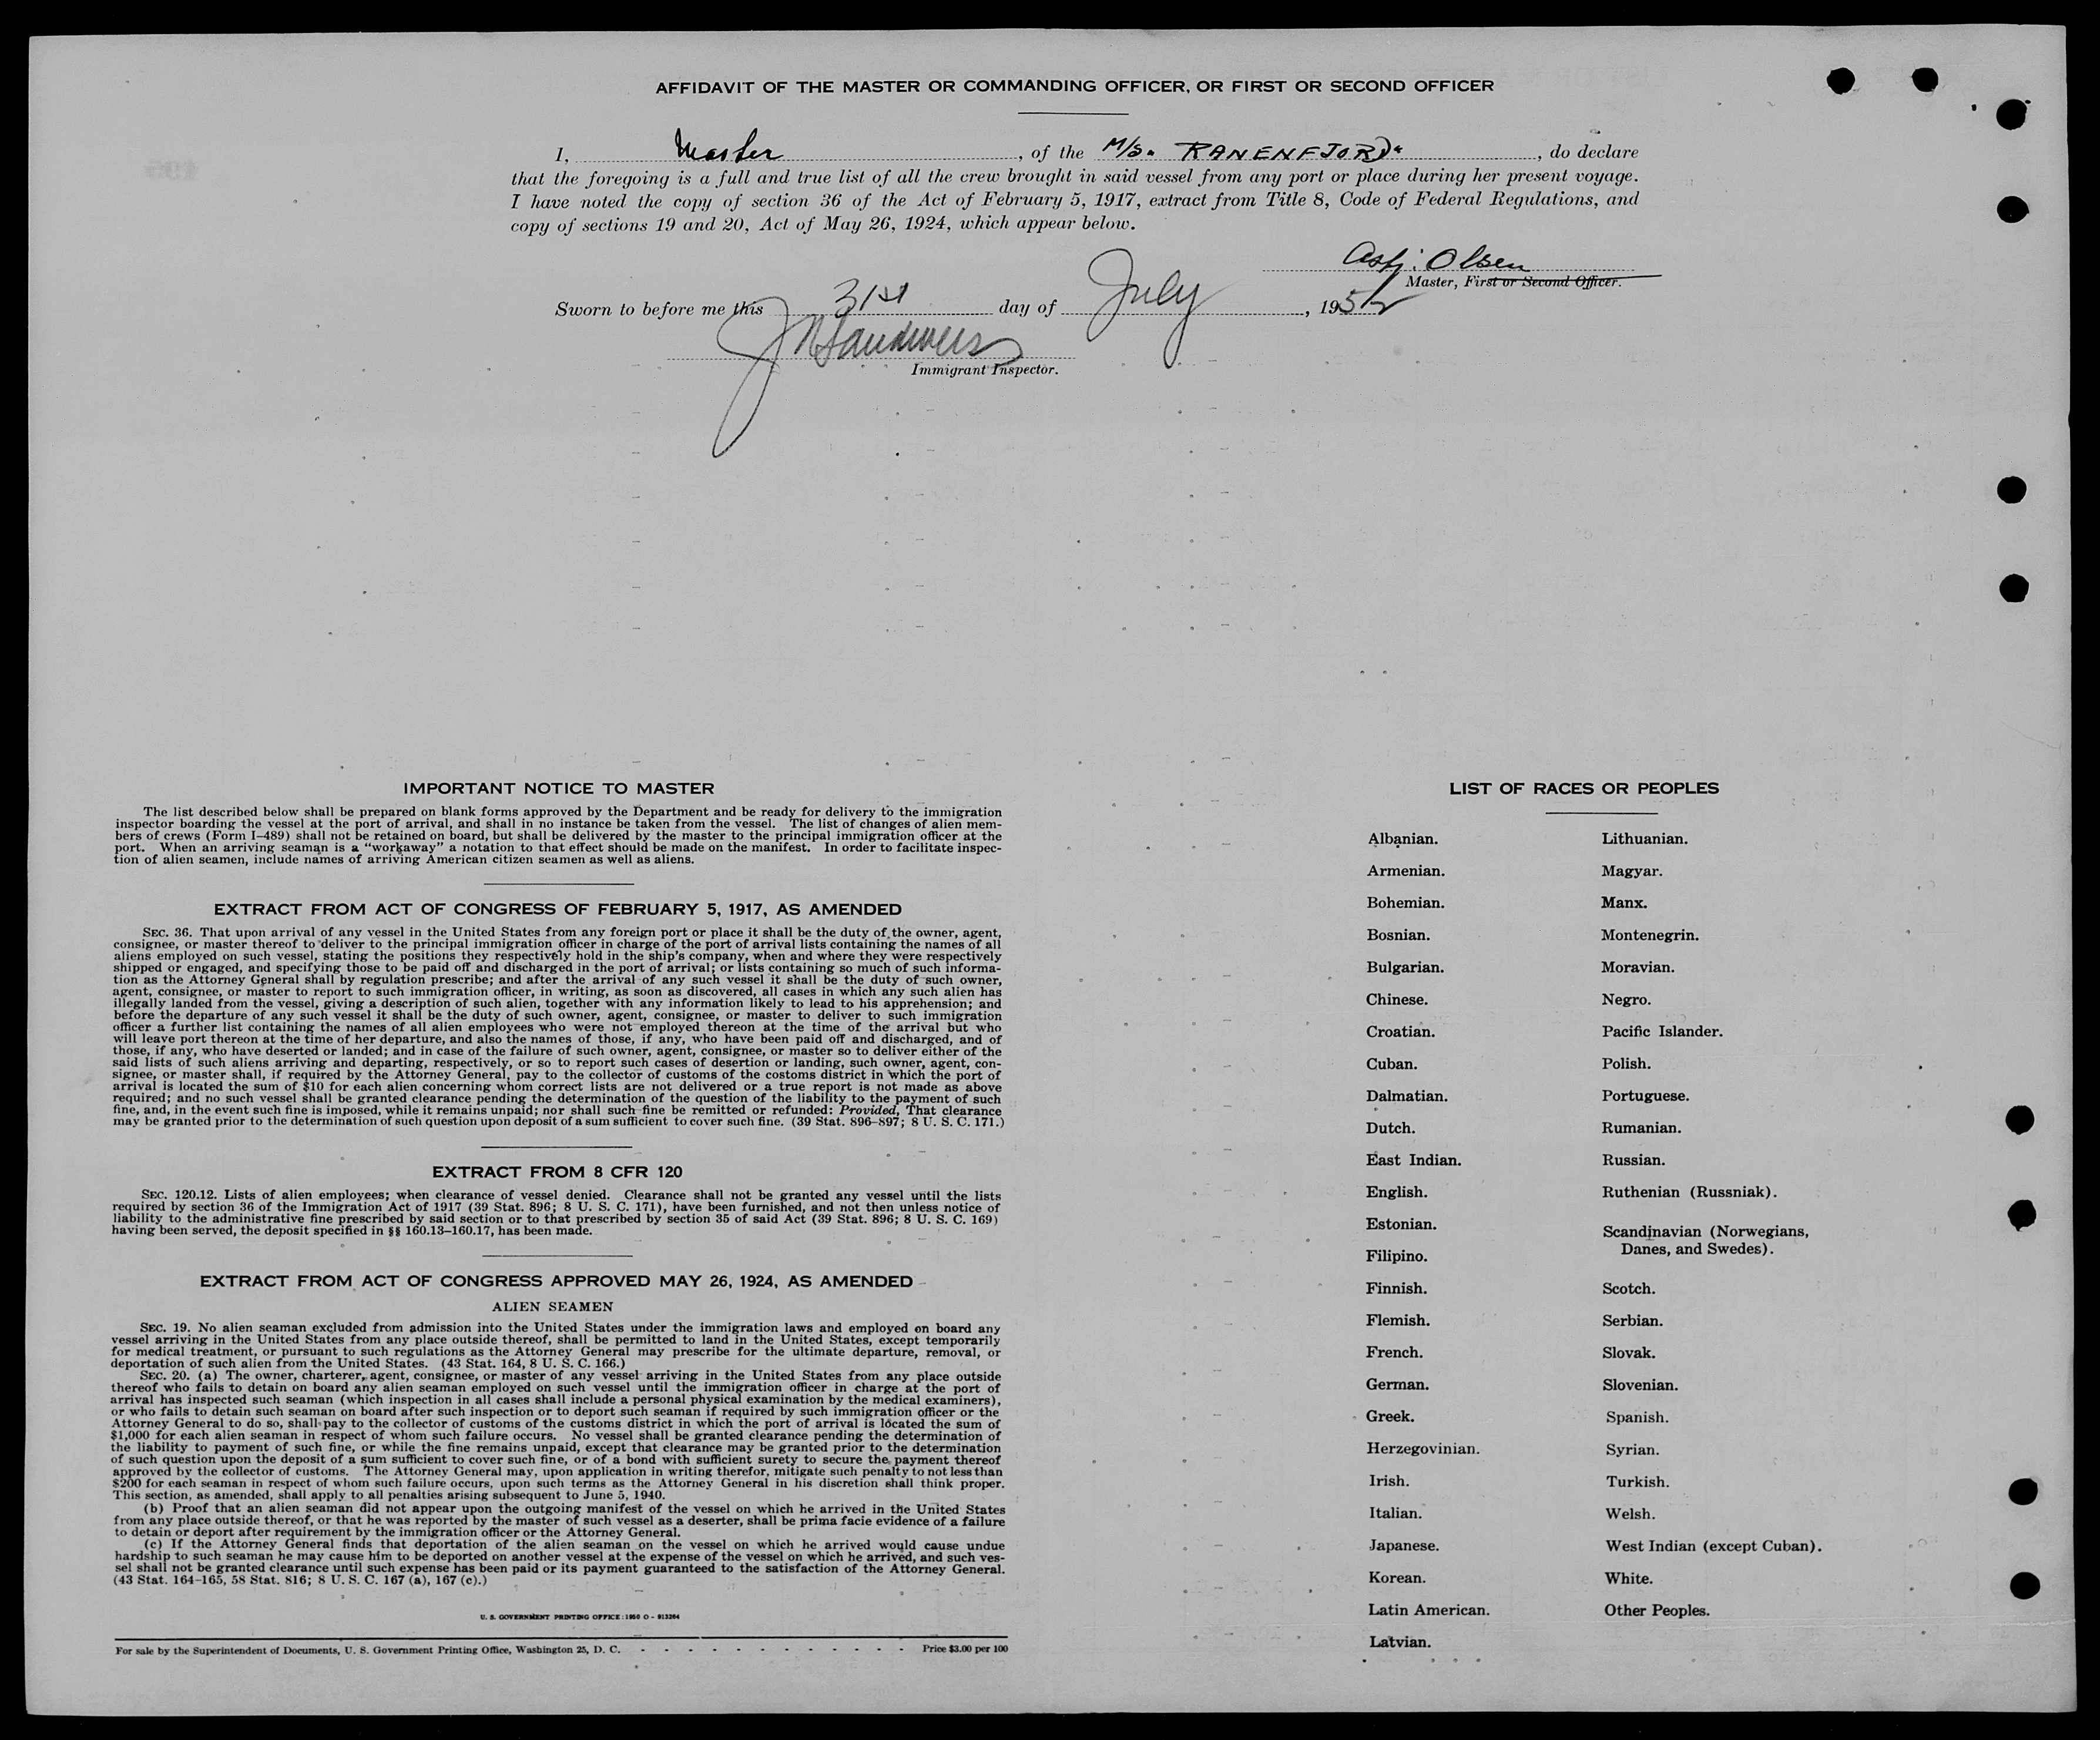 AFFIDAVIT OF THE MASTER OR COMMANDING OFFICER, OR FIRST OR SECOND OFFICER
I, Master, of the M/S. RANENFJORD, do declare
that the foregoing is a full and true list of all the crew brought in said vessel from any port or place during her present voyage.
I have noted the copy of section 36 of the Act of February 5, 1917, extract from Title 8, Code of Federal Regulations, and
copy of sections 19 and 20, Act of May 26, 1924, which appear below.
Asbj. Olsen
Master, First or Second Officer.
Sworn to before me this 31st day of July, 1952
Immigrant Inspector.
IMPORTANT NOTICE TO MASTER
The list described below shall be prepared on blank forms approved by the Department and be ready for delivery to the immigration
inspector boarding the vessel at the port of arrival, and shall in no instance be taken from the vessel. The list of changes of alien mem-
bers of crews (Form I–489) shall not be retained on board, but shall be delivered by the master to the principal immigration officer at the
port. When an arriving seaman is a "workaway" a notation to that effect should be made on the manifest. In order to facilitate inspec-
tion of alien seamen, include names of arriving American citizen seamen as well as aliens.
EXTRACT FROM ACT OF CONGRESS OF FEBRUARY 5, 1917, AS AMENDED
SEC. 36. That upon arrival of any vessel in the United States from any foreign port or place it shall be the duty of the owner, agent,
consignee, or master thereof to deliver to the principal immigration officer in charge of the port of arrival lists containing the names of all
aliens employed on such vessel, stating the positions they respectively hold in the ship's company, when and where they were respectively
shipped or engaged, and specifying those to be paid off and discharged in the port of arrival; or lists containing so much of such informa-
tion as the Attorney General shall by regulation prescribe; and after the arrival of any such vessel it shall be the duty of such owner,
agent, consignee, or master to report to such immigration officer, in writing, as soon as discovered, all cases in which any such alien has
illegally landed from the vessel, giving a description of such alien, together with any information likely to lead to his apprehension; and
before the departure of any such vessel it shall be the duty of such owner, agent, consignee, or master to deliver to such immigration
officer a further list containing the names of all alien employees who were not employed thereon at the time of the arrival but who
will leave port thereon at the time of her departure, and also the names of those, if any, who have been paid off and discharged, and of
those, if any, who have deserted or landed; and in case of the failure of such owner, agent, consignee, or master so to deliver either of the
said lists of such aliens arriving and departing, respectively, or so to report such cases of desertion or landing, such owner, agent, con-
signee, or master shall, if required by the Attorney General, pay to the collector of customs of the costoms district in which the port of
arrival is located the sum of $10 for each alien concerning whom correct lists are not delivered or a true report is not made as above
required; and no such vessel shall be granted clearance pending the determination of the question of the liability to the payment of such
fine, and, in the event such fine is imposed, while it remains unpaid; nor shall such fine be remitted or refunded: Provided, That clearance
may be granted prior to the determination of such question upon deposit of a sum sufficient to cover such fine. (39 Stat. 896–897; 8 U. S. C. 171.)
EXTRACT FROM 8 CFR 120
SEC. 120.12. Lists of alien employees; when clearance of vessel denied. Clearance shall not be granted any vessel until the lists
required by section 36 of the Immigration Act of 1917 (39 Stat. 896; 8 U. S. C. 171), have been furnished, and not then unless notice of
liability to the administrative fine prescribed by said section or to that prescribed by section 35 of said Act (39 Stat. 896; 8 U. S. C. 169)
having been served, the deposit specified in §§ 160.13–160.17, has been made.
EXTRACT FROM ACT OF CONGRESS APPROVED MAY 26, 1924, AS AMENDED
ALIEN SEAMEN
SEC. 19. No alien seaman excluded from admission into the United States under the immigration laws and employed on board any
vessel arriving in the United States from any place outside thereof, shall be permitted to land in the United States, except temporarily
for medical treatment, or pursuant to such regulations as the Attorney General may prescribe for the ultimate departure, removal, or
deportation of such alien from the United States. (43 Stat. 164, 8 U. S. C. 166.)
SEC. 20. (a) The owner, charterer, agent, consignee, or master of any vessel arriving in the United States from any place outside
thereof who fails to detain on board any alien seaman employed on such vessel until the immigration officer in charge at the port of
arrival has inspected such seaman (which inspection in all cases shall include a personal physical examination by the medical examiners),
or who fails to detain such seaman on board after such inspection or to deport such seaman if required by such immigration officer or the
Attorney General to do so, shall pay to the collector of customs of the customs district in which the port of arrival is located the sum of
$1,000 for each alien seaman in respect of whom such failure occurs. No vessel shall be granted clearance pending the determination of
the liability to payment of such fine, or while the fine remains unpaid, except that clearance may be granted prior to the determination
of such question upon the deposit of a sum sufficient to cover such fine, or of a bond with sufficient surety to secure the payment thereof
approved by the collector of customs. The Attorney General may, upon application in writing therefor, mitigate such penalty to not less than
$200 for each seaman in respect of whom such failure occurs, upon such terms as the Attorney General in his discretion shall think proper.
This section, as amended, shall apply to all penalties arising subsequent to June 5, 1940.
(b) Proof that an alien seaman did not appear upon the outgoing manifest of the vessel on which he arrived in the United States
from any place outside thereof, or that he was reported by the master of such vessel as a deserter, shall be prima facie evidence of a failure
to detain or deport after requirement by the immigration officer or the Attorney General.
(c) If the Attorney General finds that deportation of the alien seaman on the vessel on which he arrived would cause undue
hardship to such seaman he may cause him to be deported on another vessel at the expense of the vessel on which he arrived, and such ves-
sel shall not be granted clearance until such expense has been paid or its payment guaranteed to the satisfaction of the Attorney General.
(43 Stat. 164–165, 58 Stat. 816; 8 U. S. C. 167 (a), 167 (c).)
U. S. GOVERNMENT PRINTING OFFICE : 1950 O - 913204
For sale by the Superintendent of Documents, U. S. Government Printing Office, Washington 25, D. C. - - - - - - - - - - - - Price $3.00 per 100
LIST OF RACES OR PEOPLES
Albanian.
Armenian.
Bohemian.
Bosnian.
Bulgarian.
Chinese.
Croatian.
Cuban.
Dalmatian.
Dutch.
East Indian.
English.
Estonian.
Filipino.
Finnish.
Flemish.
French.
German.
Greek.
Herzegovinian.
Irish.
Italian.
Japanese.
Korean.
Latin American.
Latvian.
Lithuanian.
Magyar.
Manx.
Montenegrin.
Moravian.
Negro.
Pacific Islander.
Polish.
Portuguese.
Rumanian.
Russian.
Ruthenian (Russniak).
Scandinavian (Norwegians,
Danes, and Swedes).
Scotch.
Serbian.
Slovak.
Slovenian.
Spanish.
Syrian.
Turkish.
Welsh.
West Indian (except Cuban).
White.
Other Peoples.